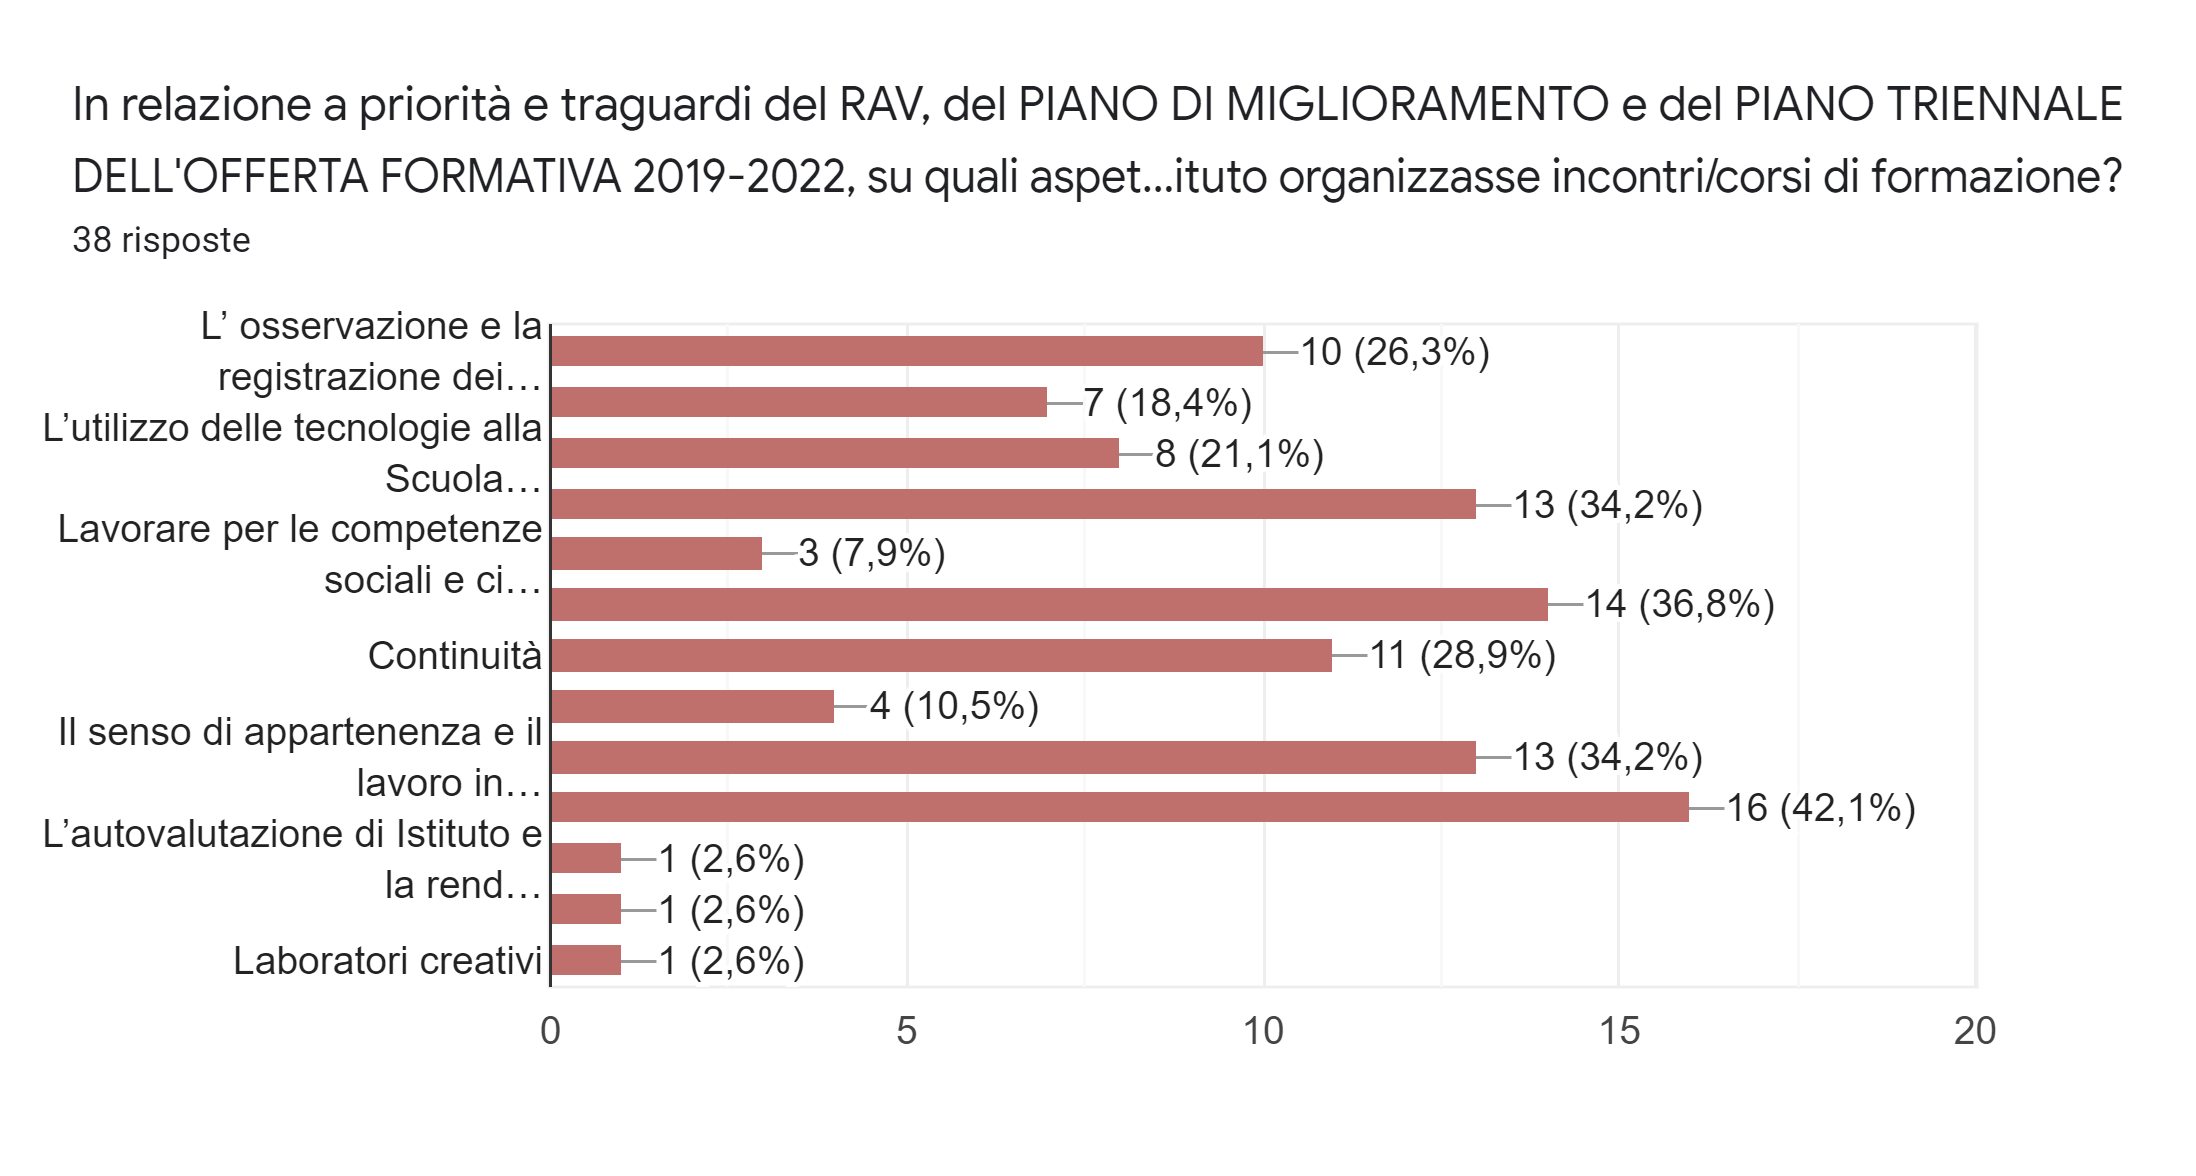 In relazione a priorità e traguardi del RAV, del PIANO DI MIGLIORAMENTO e del PIANO TRIENNALE
DELL'OFFERTA FORMATIVA 2019-2022, su quali aspet...ituto organizzasse incontri/corsi di formazione?
38 risposte
L’ osservazione e la
registrazione dei…
L’utilizzo delle tecnologie alla
Scuola…
Lavorare per le competenze
sociali e ci…
Continuità
Il senso di appartenenza e il
lavoro in…
L’autovalutazione di Istituto e
la rend…
Laboratori creativi
10 (26,3%)
7 (18,4%)
8 (21,1%)
13 (34,2%)
3 (7,9%)
14 (36,8%)
11 (28,9%)
4 (10,5%)
13 (34,2%)
16 (42,1%)
1 (2,6%)
1 (2,6%)
1 (2,6%)
0 5 10 15 20